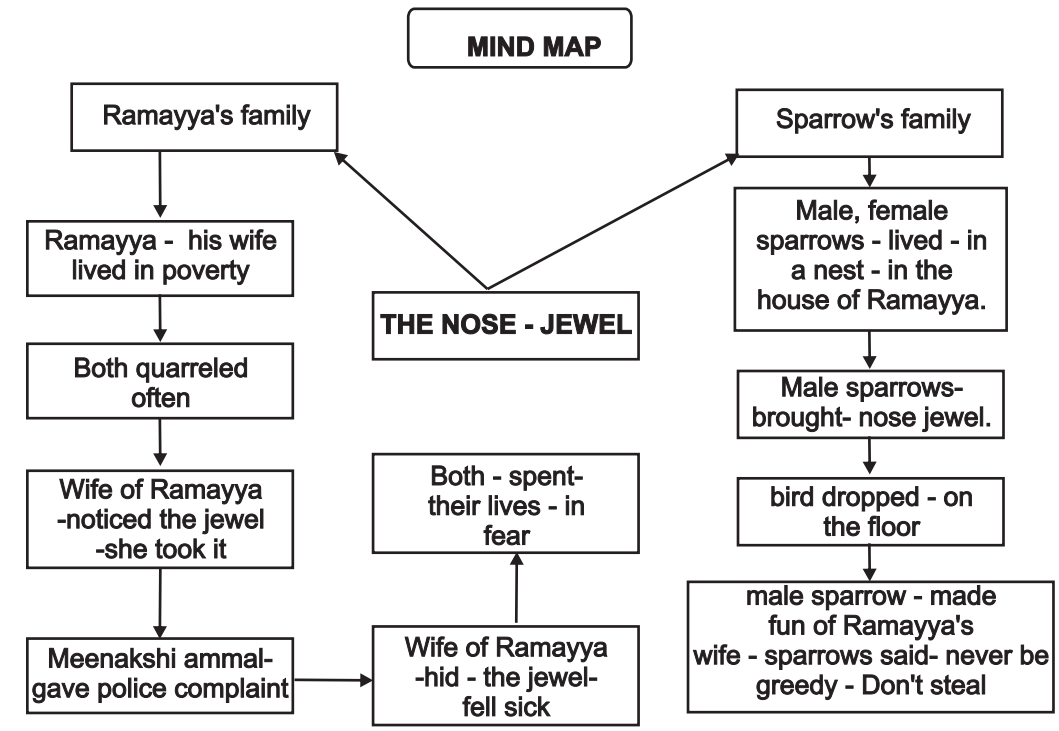 MIND MAP
Ramayya's family
Ramayya - his wife
lived in poverty
Both quarreled
often
Wife of Ramayya
-noticed the jewel
-she took it
Meenakshi ammal-
gave police complaint
THE NOSE - JEWEL
Both - spent-
their lives - in
fear
Wife of Ramayya
-hid - the jewel-
fell sick
Sparrow's family
Male, female
sparrows - lived - in
a nest - in the
house of Ramayya.
Male sparrows-
brought- nose jewel.
bird dropped - on
the floor
male sparrow - made
fun of Ramayya's
wife - sparrows said- never be
greedy - Don't steal